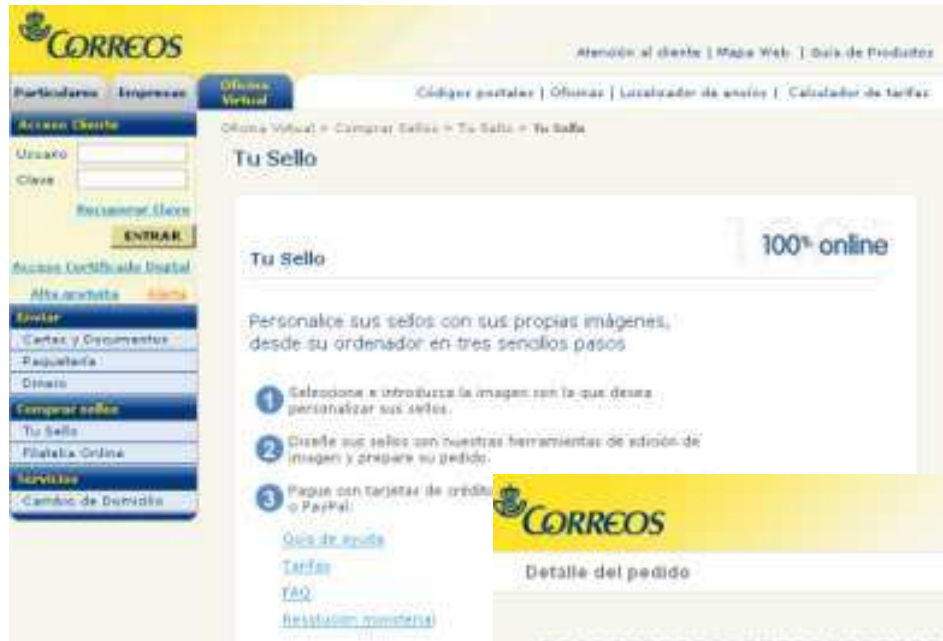 CORREOS
Atención al cliente | Mapa Web | Guía de Productos
Particulares Empresas Oficina Virtual
Códigos postales | Oficinas | Localizador de envíos | Calculador de tarifas
Acceso Cliente
Oficina Virtual > Comprar Sellos > Tu Sello > Tu Sello
Usuario
Tu Sello
Clave
Recuperar Clave
ENTRAR
100% online
Tu Sello
Acceso Certificado Digital
Alta gratuita Alerta
Enviar
Cartas y Documentos
Paquetería
Dinero
Comprar sellos
Tu Sello
Filatelia Online
Servicios
Cambio de Domicilio
Personalice sus sellos con sus propias imágenes,
desde su ordenador en tres sencillos pasos
1 Seleccione e introduzca la imagen con la que desea
personalizar sus sellos.
2 Diseñe sus sellos con nuestras herramientas de edición de
imagen y prepare su pedido.
3 Pague con tarjetas de crédito
o PayPal.
Guía de ayuda
Tarifas
FAQ
Resolución ministerial
CORREOS
Detalle del pedido